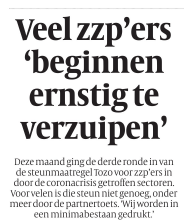 Veel zzp’ers
‘beginnen
ernstig te
verzuipen’
Deze maand ging de derde ronde in van
de steunmaatregel Tozo voor zzp’ers in
door de coronacrisis getroffen sectoren.
Voor velen is die steun niet genoeg, onder
meer door de partnertoets. ‘Wij worden in
een minimabestaan gedrukt.’